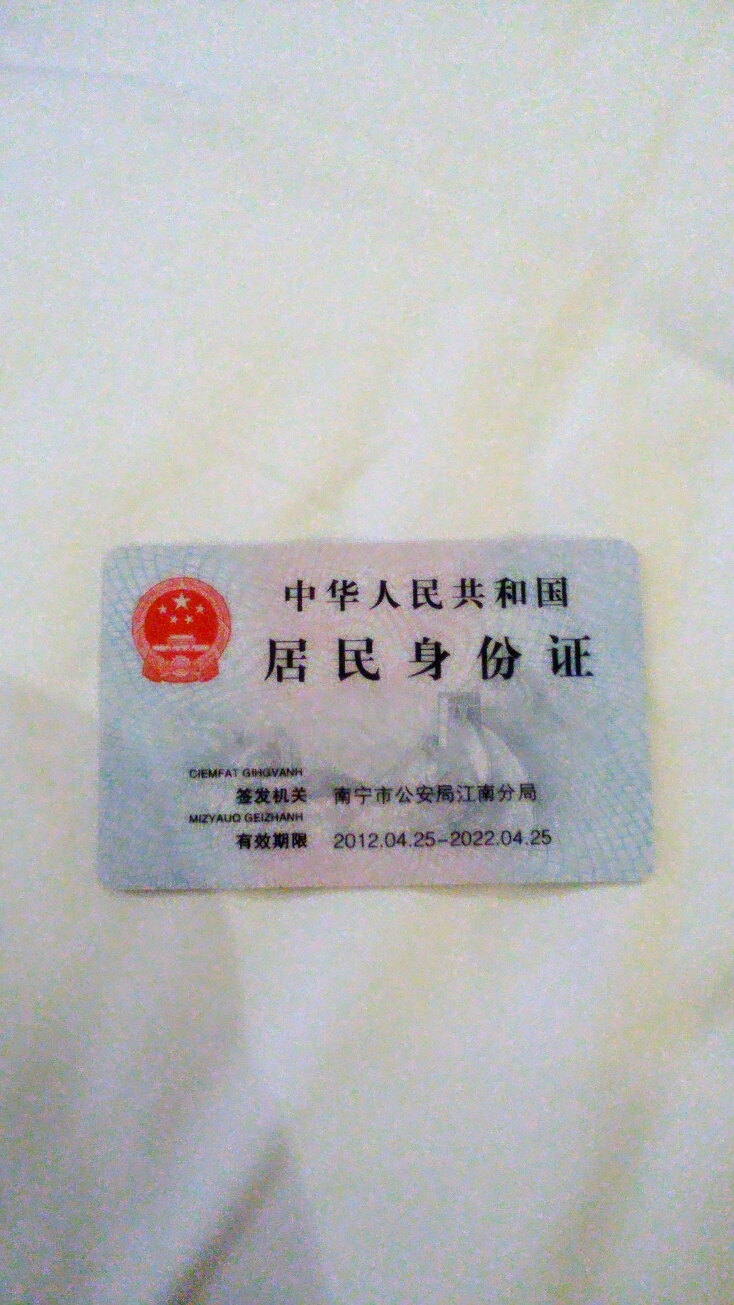 中华人民共和国
居民身份证
CIEMFAT GIHGVANH
签发机关 南宁市公安局江南分局
MIZYAUO GEIZHANH
有效期限 2012.04.25-2022.04.25